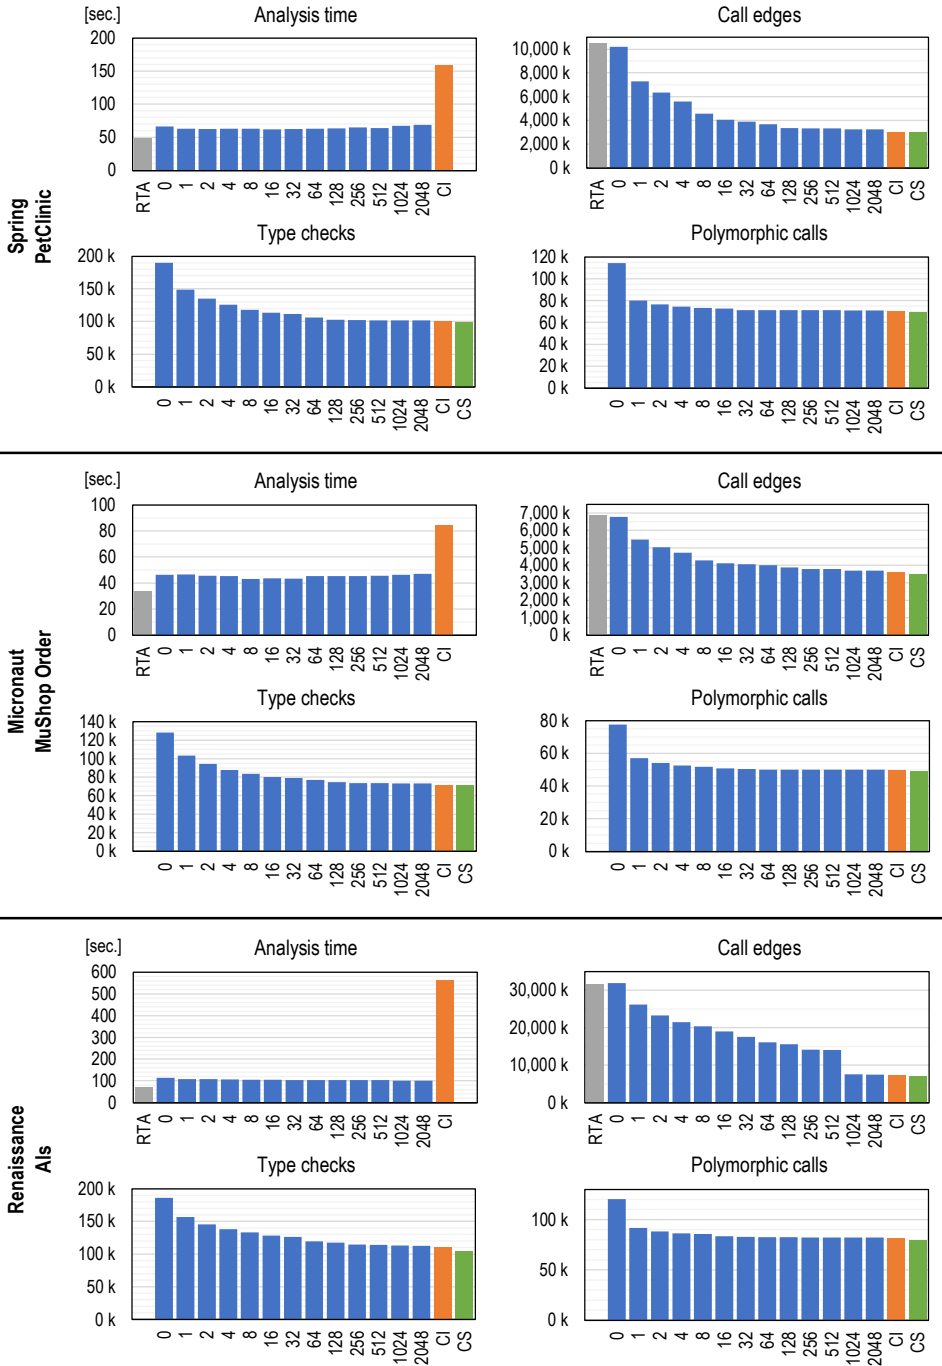 Spring
PetClinic
[sec.]
Analysis time
200
150
100
50
0
RTA 0 1 2 4 8 16 32 64 128 256 512 1024 2048 CI
Call edges
10,000 k
8,000 k
6,000 k
4,000 k
2,000 k
0 k
RTA 0 1 2 4 8 16 32 64 128 256 512 1024 2048 CI CS
Type checks
200 k
150 k
100 k
50 k
0 k
0 1 2 4 8 16 32 64 128 256 512 1024 2048 CI CS
Polymorphic calls
120 k
100 k
80 k
60 k
40 k
20 k
0 k
0 1 2 4 8 16 32 64 128 256 512 1024 2048 CI CS
Micronaut
MuShop Order
[sec.]
Analysis time
100
80
60
40
20
0
RTA 0 1 2 4 8 16 32 64 128 256 512 1024 2048 CI
Call edges
7,000 k
6,000 k
5,000 k
4,000 k
3,000 k
2,000 k
1,000 k
0 k
RTA 0 1 2 4 8 16 32 64 128 256 512 1024 2048 CI CS
Type checks
140 k
120 k
100 k
80 k
60 k
40 k
20 k
0 k
0 1 2 4 8 16 32 64 128 256 512 1024 2048 CI CS
Polymorphic calls
80 k
60 k
40 k
20 k
0 k
0 1 2 4 8 16 32 64 128 256 512 1024 2048 CI CS
Renaissance
Als
[sec.]
Analysis time
600
500
400
300
200
100
0
RTA 0 1 2 4 8 16 32 64 128 256 512 1024 2048 CI
Call edges
30,000 k
20,000 k
10,000 k
0 k
RTA 0 1 2 4 8 16 32 64 128 256 512 1024 2048 CI CS
Type checks
200 k
150 k
100 k
50 k
0 k
0 1 2 4 8 16 32 64 128 256 512 1024 2048 CI CS
Polymorphic calls
100 k
50 k
0 k
0 1 2 4 8 16 32 64 128 256 512 1024 2048 CI CS